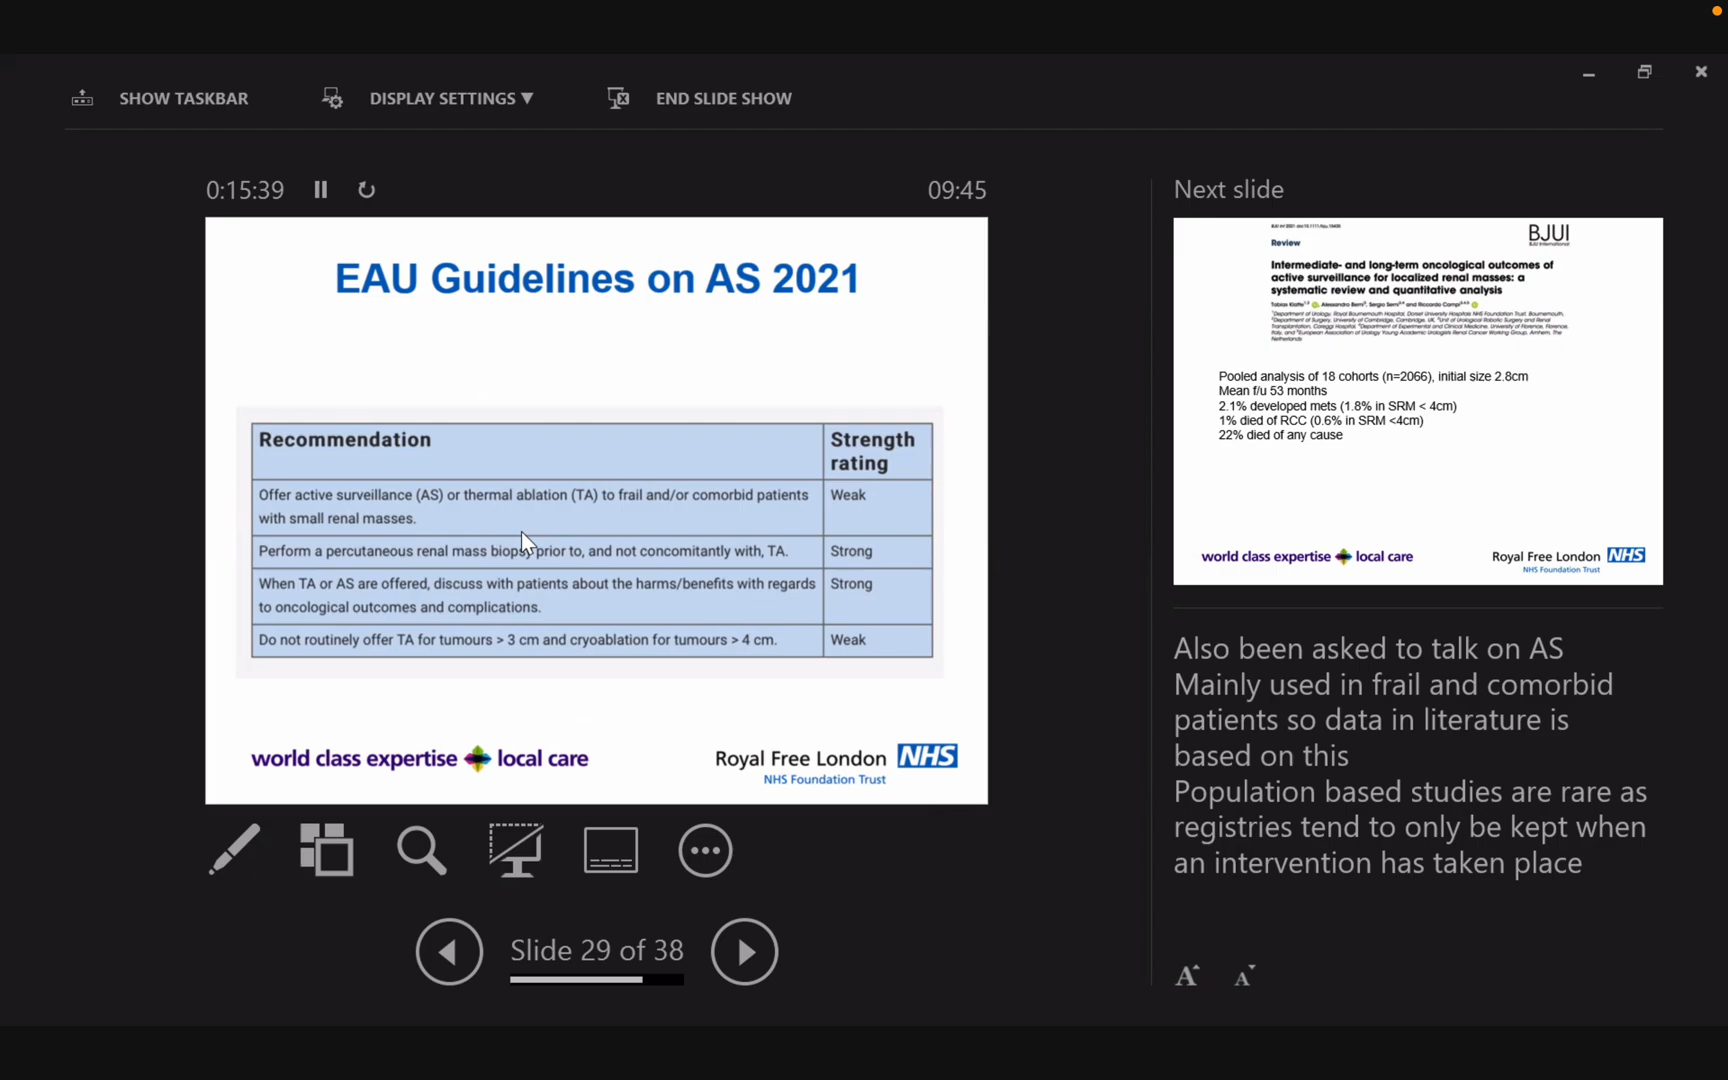 SHOW TASKBAR
DISPLAY SETTINGS ▼
END SLIDE SHOW
0:15:39
09:45
EAU Guidelines on AS 2021
Recommendation
Strength
rating
Offer active surveillance (AS) or thermal ablation (TA) to frail and/or comorbid patients
with small renal masses.
Weak
Perform a percutaneous renal mass biopsy prior to, and not concomitantly with, TA.
Strong
When TA or AS are offered, discuss with patients about the harms/benefits with regards
to oncological outcomes and complications.
Strong
Do not routinely offer TA for tumours > 3 cm and cryoablation for tumours > 4 cm.
Weak
world class expertise local care
Royal Free London NHS
NHS Foundation Trust
Slide 29 of 38
Next slide
BJUI
BJU International
Review
Intermediate- and long-term oncological outcomes of
active surveillance for localized renal masses: a
systematic review and quantitative analysis
Pooled analysis of 18 cohorts (n=2066), initial size 2.8cm
Mean f/u 53 months
2.1% developed mets (1.8% in SRM < 4cm)
1% died of RCC (0.6% in SRM <4cm)
22% died of any cause
world class expertise local care
Royal Free London NHS
NHS Foundation Trust
Also been asked to talk on AS
Mainly used in frail and comorbid
patients so data in literature is
based on this
Population based studies are rare as
registries tend to only be kept when
an intervention has taken place
A A